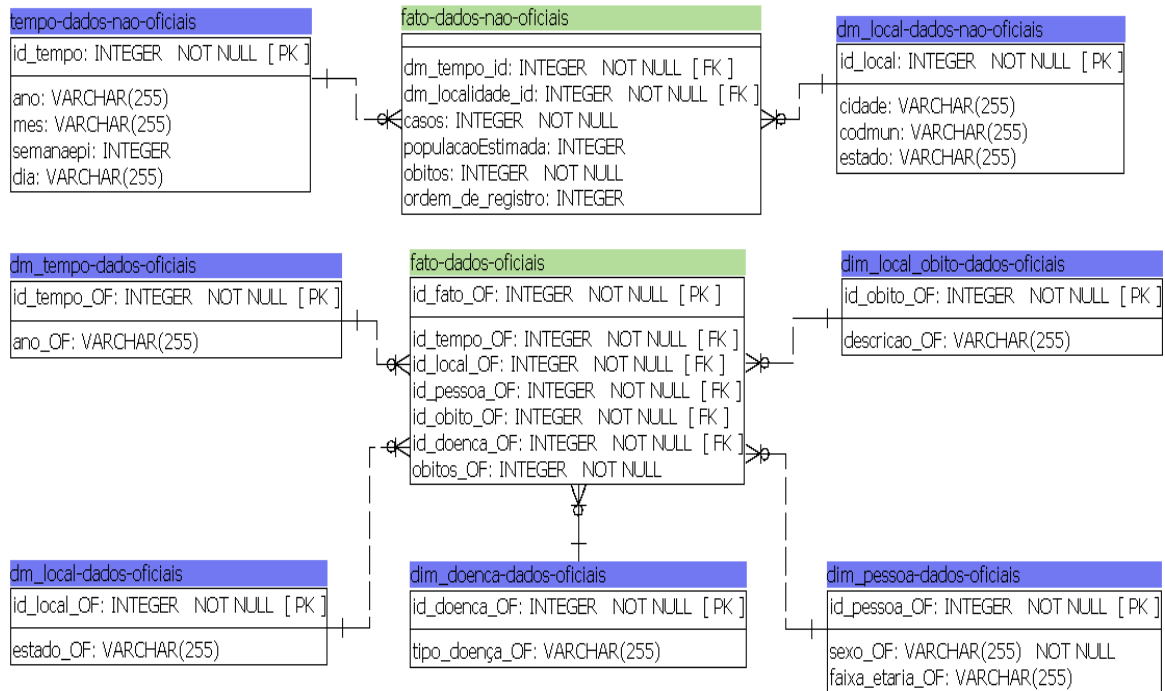 tempo-dados-nao-oficiais
id_tempo: INTEGER NOT NULL [ PK ]
ano: VARCHAR(255)
mes: VARCHAR(255)
semanaepi: INTEGER
dia: VARCHAR(255)
fato-dados-nao-oficiais
dm_tempo_id: INTEGER NOT NULL [ FK ]
dm_localidade_id: INTEGER NOT NULL [ FK ]
casos: INTEGER NOT NULL
populacaoEstimada: INTEGER
obitos: INTEGER NOT NULL
ordem_de_registro: INTEGER
dm_local-dados-nao-oficiais
id_local: INTEGER NOT NULL [ PK ]
cidade: VARCHAR(255)
codmun: VARCHAR(255)
estado: VARCHAR(255)
dm_tempo-dados-oficiais
id_tempo_OF: INTEGER NOT NULL [ PK ]
ano_OF: VARCHAR(255)
fato-dados-oficiais
id_fato_OF: INTEGER NOT NULL [ PK ]
id_tempo_OF: INTEGER NOT NULL [ FK ]
id_local_OF: INTEGER NOT NULL [ FK ]
id_pessoa_OF: INTEGER NOT NULL [ FK ]
id_obito_OF: INTEGER NOT NULL [ FK ]
id_doenca_OF: INTEGER NOT NULL [ FK ]
obitos_OF: INTEGER NOT NULL
dim_local_obito-dados-oficiais
id_obito_OF: INTEGER NOT NULL [ PK ]
descricao_OF: VARCHAR(255)
dm_local-dados-oficiais
id_local_OF: INTEGER NOT NULL [ PK ]
estado_OF: VARCHAR(255)
dim_doenca-dados-oficiais
id_doenca_OF: INTEGER NOT NULL [ PK ]
tipo_doença_OF: VARCHAR(255)
dim_pessoa-dados-oficiais
id_pessoa_OF: INTEGER NOT NULL [ PK ]
sexo_OF: VARCHAR(255) NOT NULL
faixa_etaria_OF: VARCHAR(255)